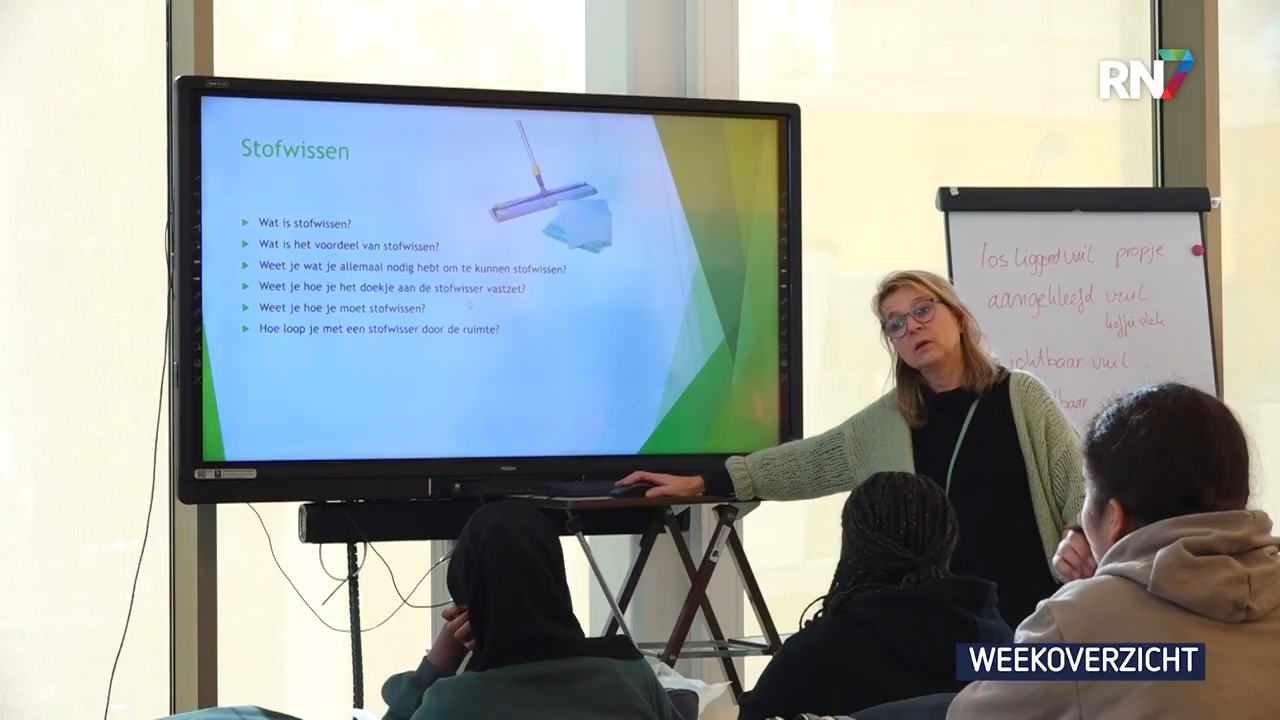 RN7
Stofwissen
Wat is stofwissen?
Wat is het voordeel van stofwissen?
Weet je wat je allemaal nodig hebt om te kunnen stofwissen?
Weet je hoe je het doekje aan de stofwisser vastzet?
Weet je hoe je moet stofwissen?
Hoe loop je met een stofwisser door de ruimte?
los liggend vuil propje
aangekleefd vuil
koffie vlek
ichtbaar vuil
tbaar
WEEKOVERZICHT